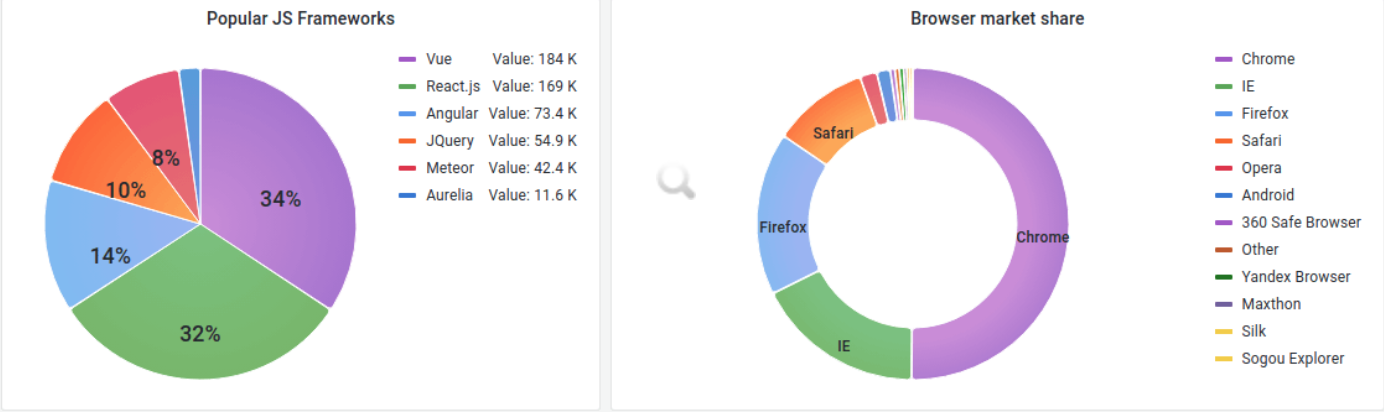 Popular JS Frameworks
Vue Value: 184 K
React.js Value: 169 K
Angular Value: 73.4 K
JQuery Value: 54.9 K
Meteor Value: 42.4 K
Aurelia Value: 11.6 K
8%
10%
34%
14%
32%
Browser market share
Safari
Firefox
Chrome
IE
Chrome
IE
Firefox
Safari
Opera
Android
360 Safe Browser
Other
Yandex Browser
Maxthon
Silk
Sogou Explorer